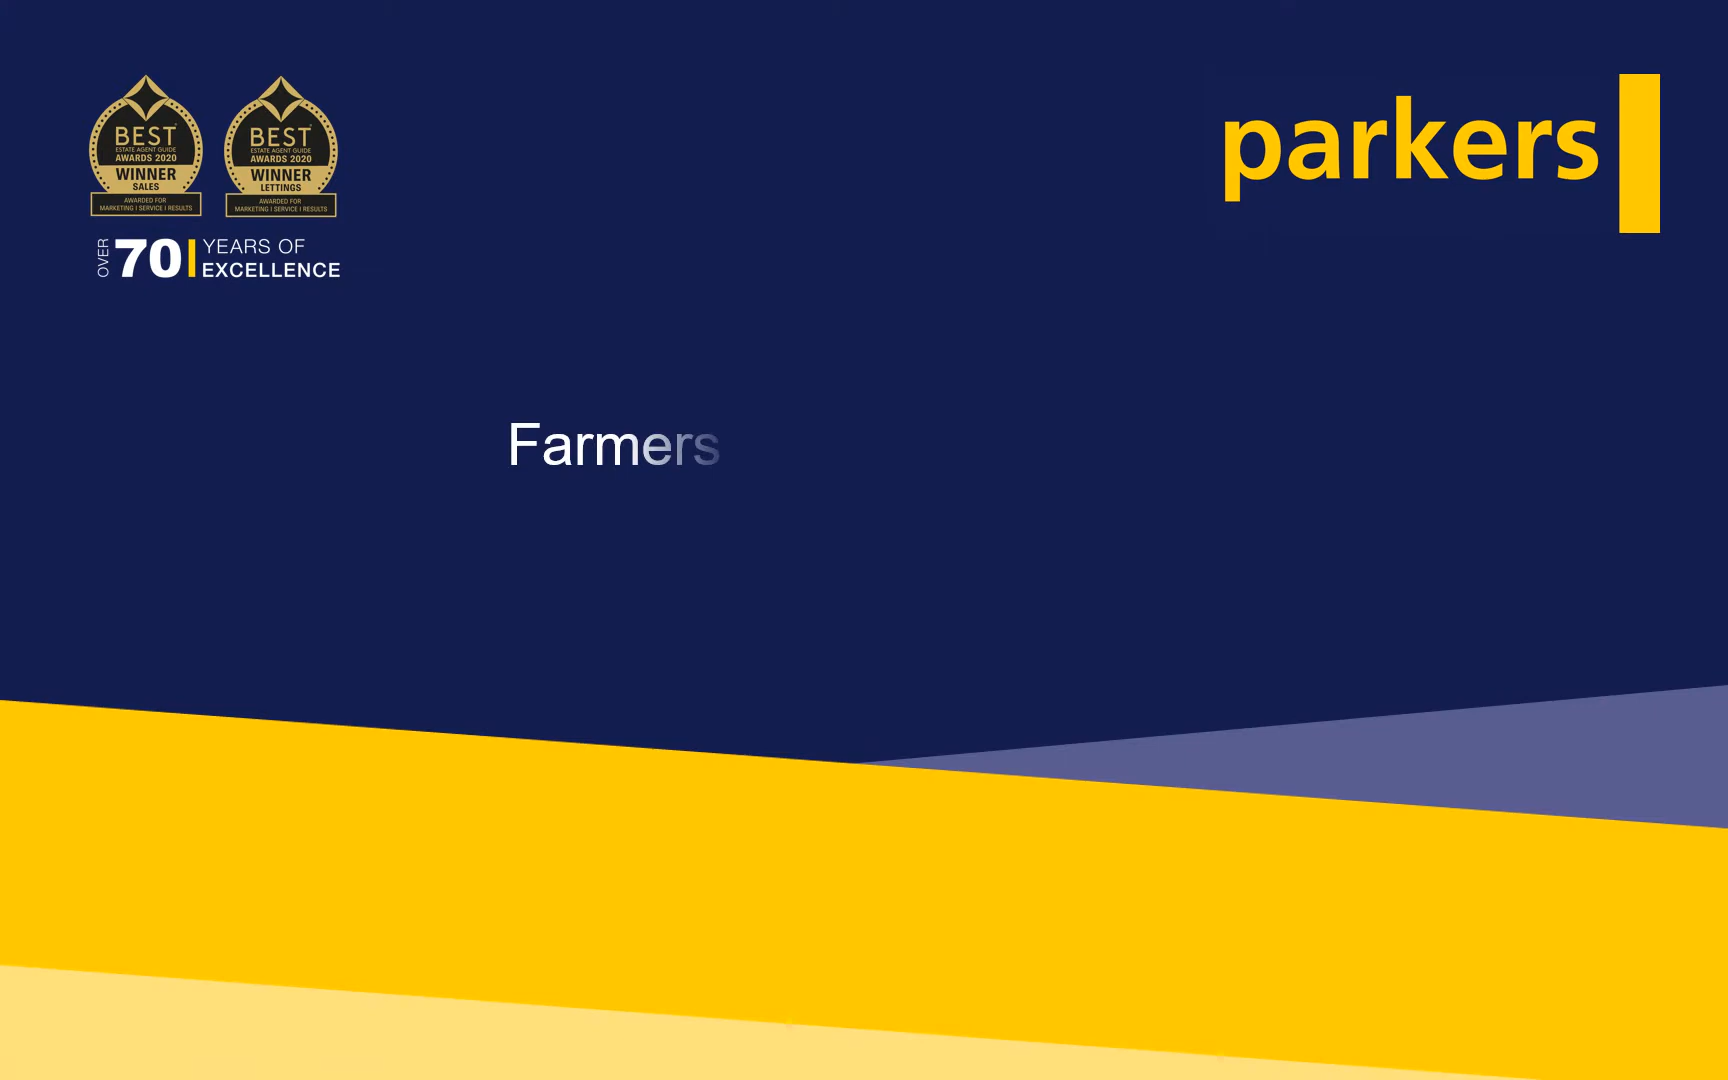 BEST
ESTATE AGENT GUIDE
AWARDS 2020
WINNER
SALES
AWARDED FOR
MARKETING | SERVICE | RESULTS
BEST
ESTATE AGENT GUIDE
AWARDS 2020
WINNER
LETTINGS
AWARDED FOR
MARKETING | SERVICE | RESULTS
OVER 70 YEARS OF
EXCELLENCE
parkers
Farmers